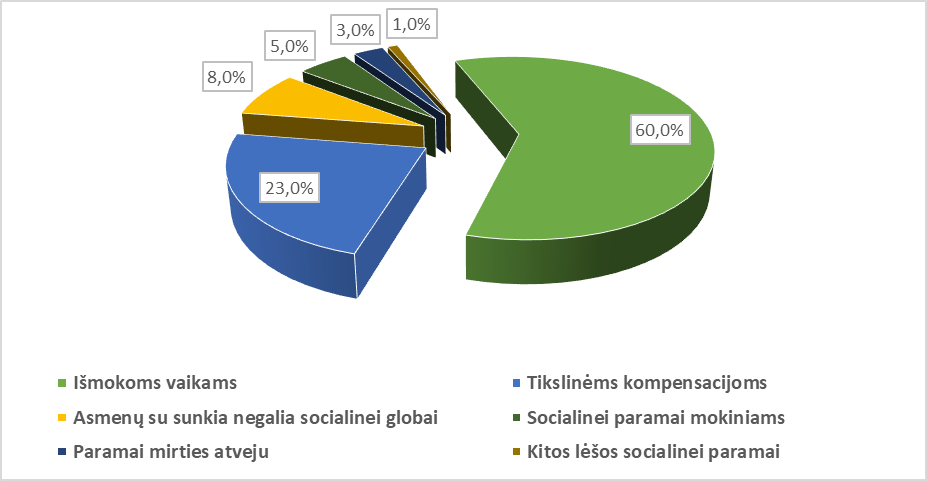 1,0%
3,0%
5,0%
8,0%
60,0%
23,0%
Išmokoms vaikams
Tikslinėms kompensacijoms
Asmenų su sunkia negalia socialinei globai
Socialinei paramai mokiniams
Paramai mirties atveju
Kitos lėšos socialinei paramai